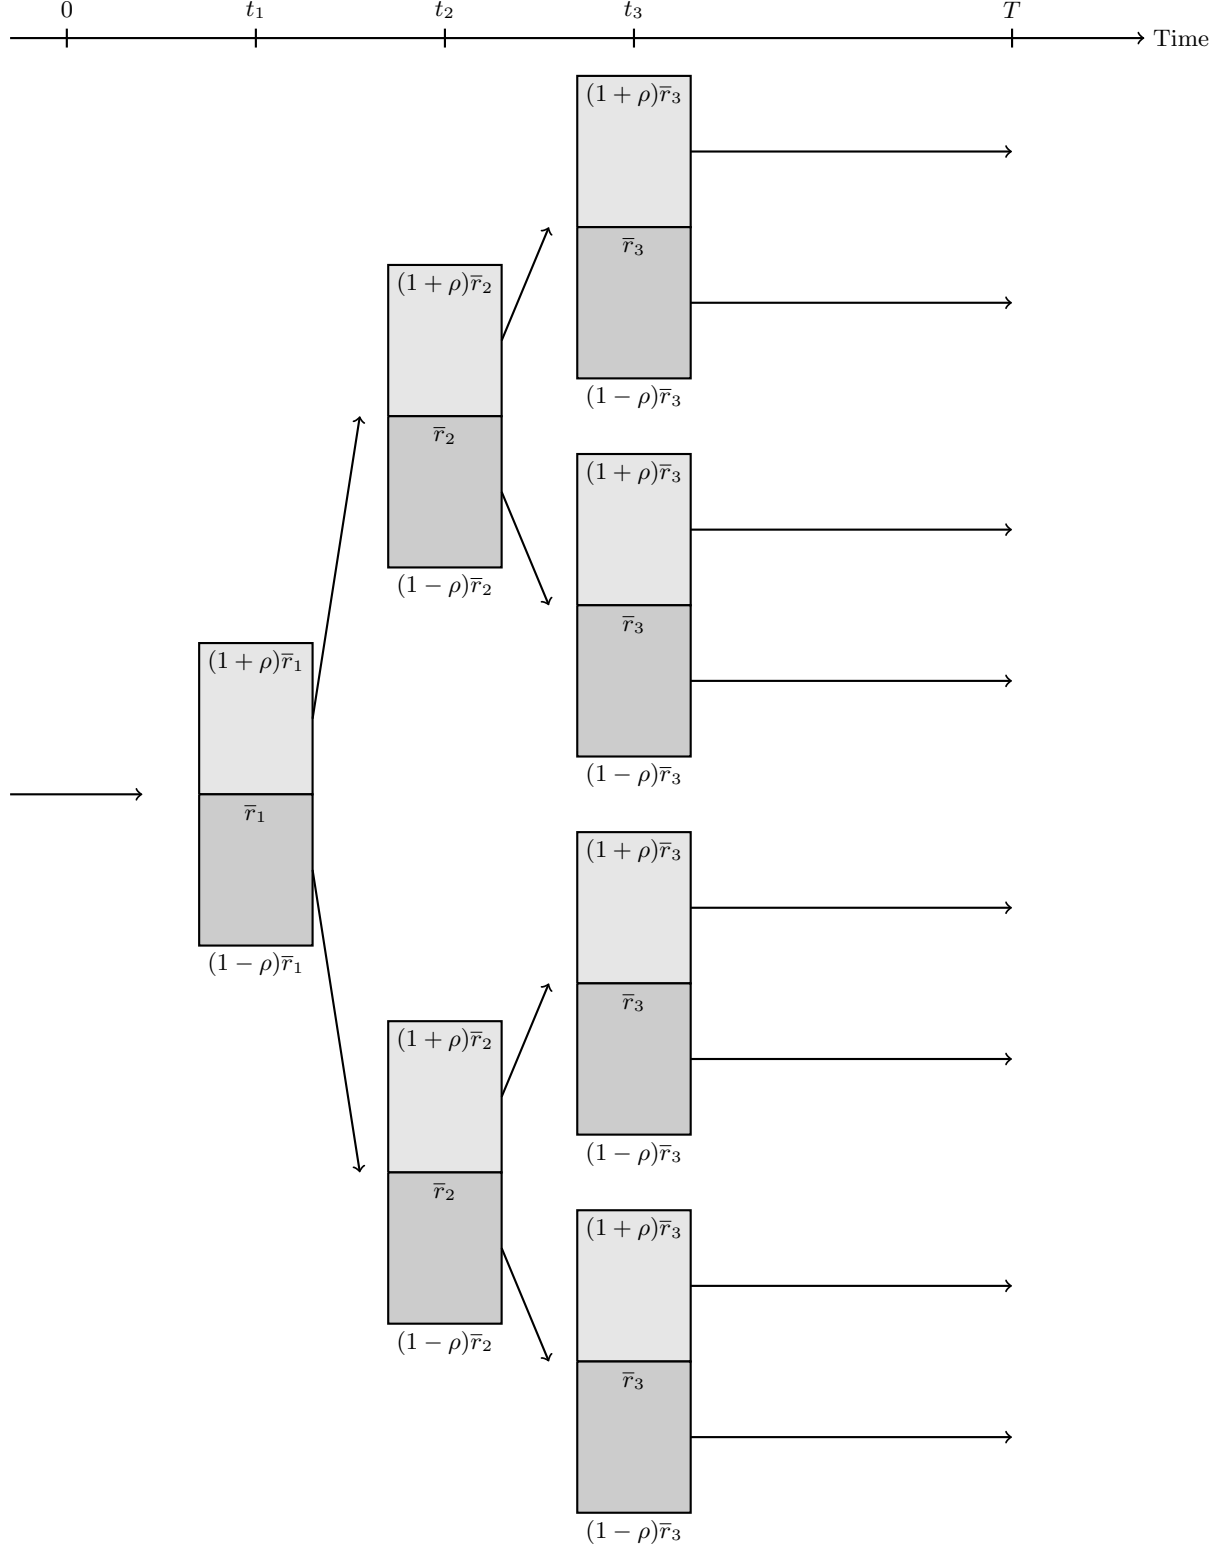 0 t₁ t₂ t₃ T
Time
(1 + ρ)r̅₃
r̅₃
(1 − ρ)r̅₃
(1 + ρ)r̅₂
r̅₂
(1 − ρ)r̅₂
(1 + ρ)r̅₃
r̅₃
(1 − ρ)r̅₃
(1 + ρ)r̅₁
r̅₁
(1 − ρ)r̅₁
(1 + ρ)r̅₃
r̅₃
(1 − ρ)r̅₃
(1 + ρ)r̅₂
r̅₂
(1 − ρ)r̅₂
(1 + ρ)r̅₃
r̅₃
(1 − ρ)r̅₃